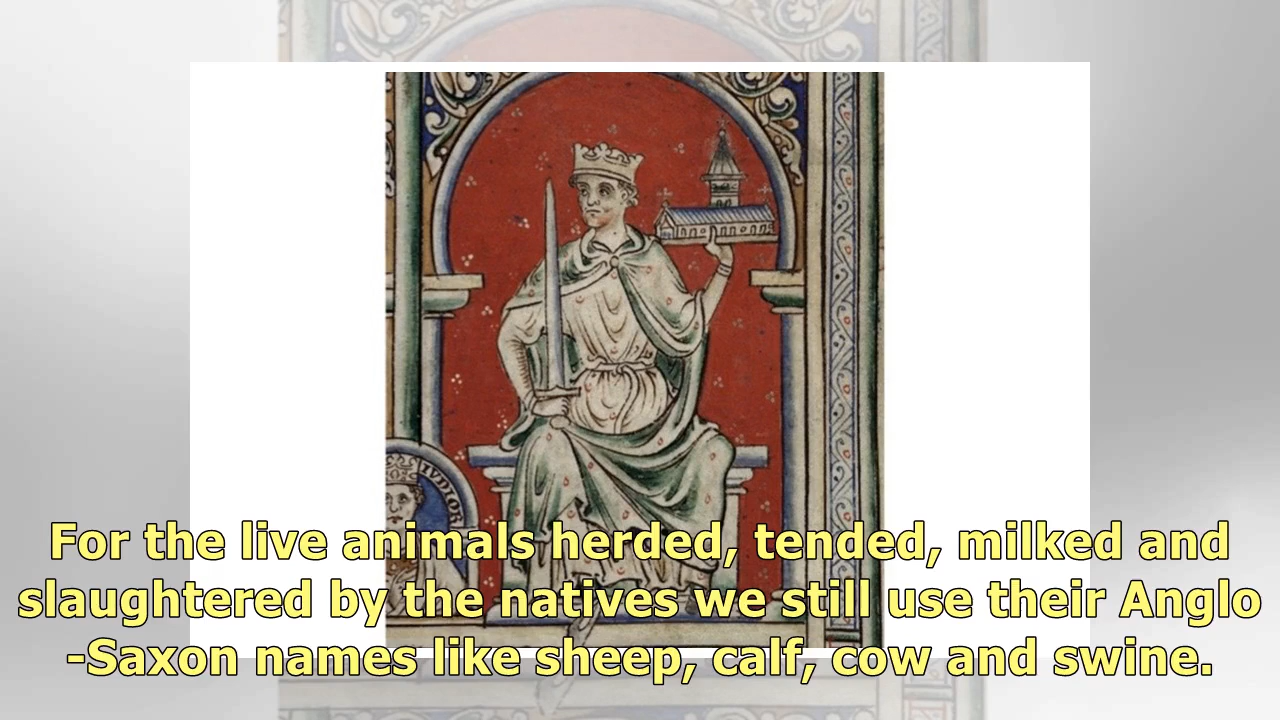 IVNIOR
For the live animals herded, tended, milked and
slaughtered by the natives we still use their Anglo
-Saxon names like sheep, calf, cow and swine.